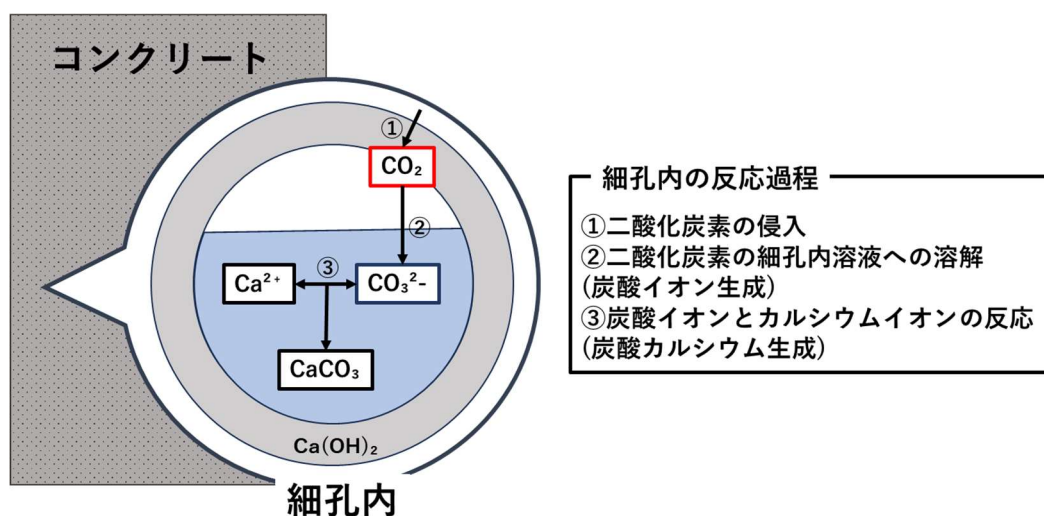 コンクリート
①
CO₂
②
Ca²⁺
③
CO₃²-
CaCO₃
Ca(OH)₂
細孔内
細孔内の反応過程
①二酸化炭素の侵入
②二酸化炭素の細孔内溶液への溶解
(炭酸イオン生成)
③炭酸イオンとカルシウムイオンの反応
(炭酸カルシウム生成)